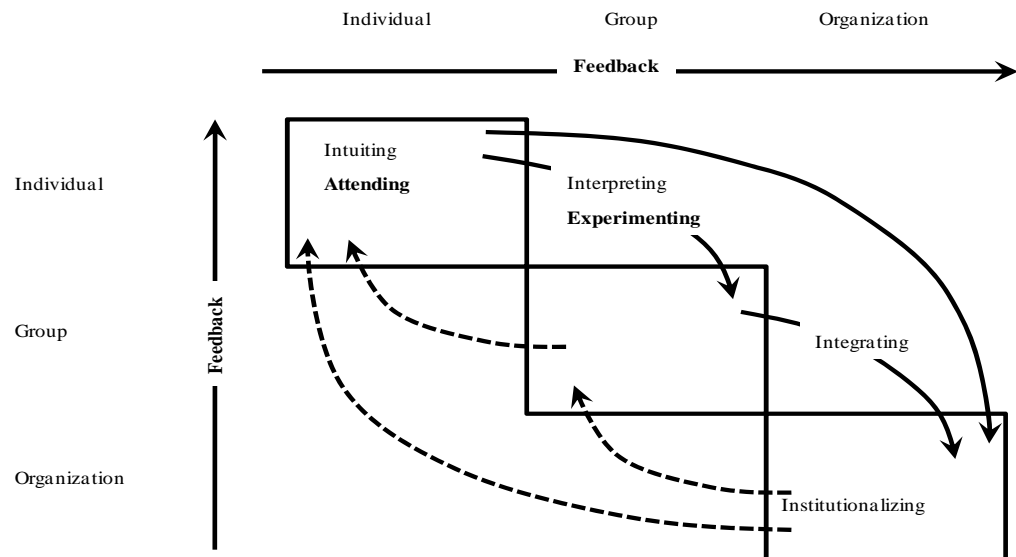 Individual
Group
Organization
Feedback
Intuiting
Attending
Individual
Interpreting
Experimenting
Feedback
Group
Integrating
Organization
Institutionalizing